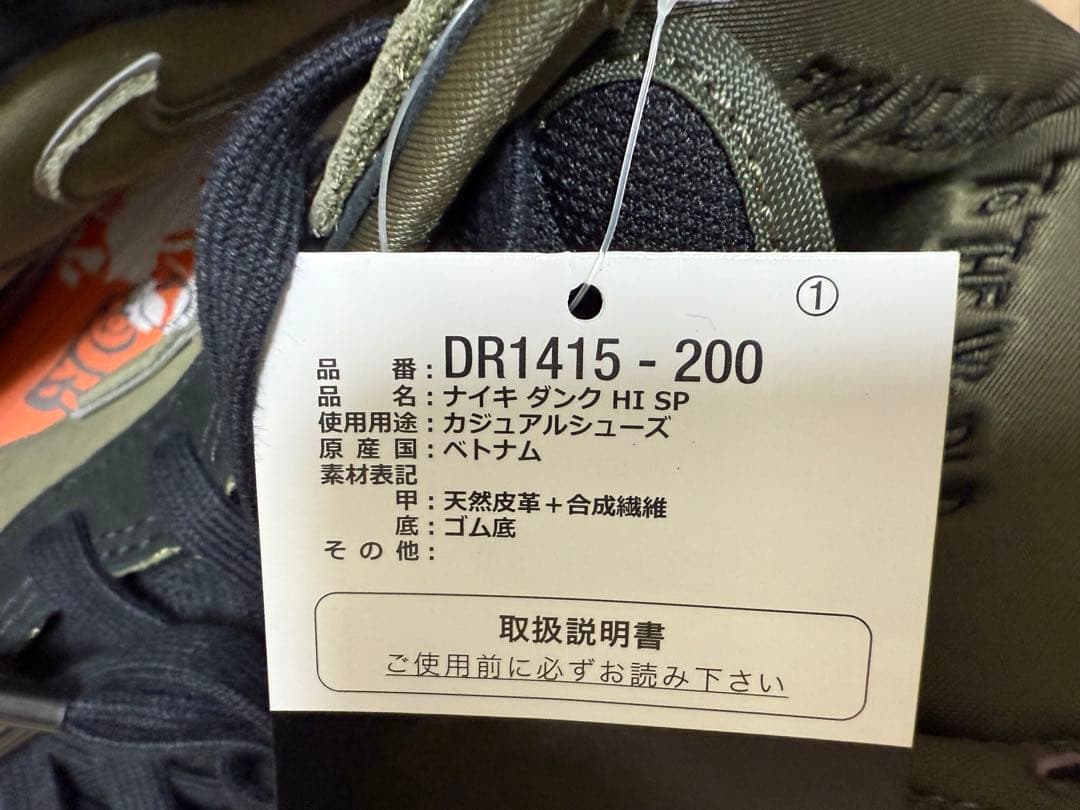 ①
品番：DR1415 - 200
品名：ナイキ ダンク HI SP
使用用途：カジュアルシューズ
原産国：ベトナム
素材表記
甲：天然皮革＋合成繊維
底：ゴム底
その他：
取扱説明書
ご使用前に必ずお読み下さい
TO THE